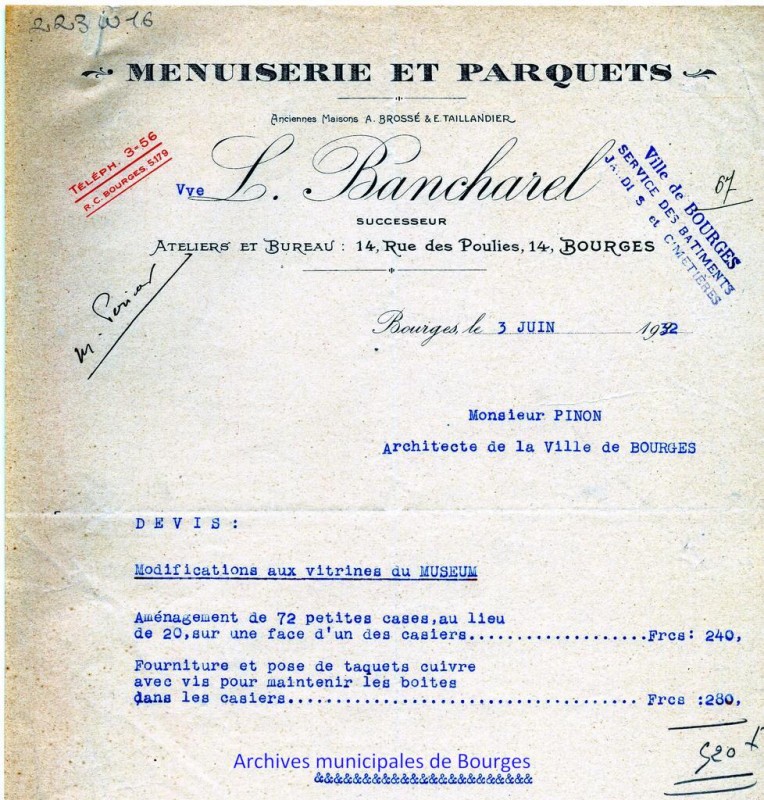 223 W 16
MENUISERIE ET PARQUETS
Anciennes Maisons A. BROSSÉ & E. TAILLANDIER
TÉLÉPH. 3-56
R.C. BOURGES, 5.179
Vve L. Bancharel
SUCCESSEUR
Ville de BOURGES
SERVICE DES BATIMENTS
JA DI S et CIMETIÈRES
67
ATELIERS ET BUREAU : 14, Rue des Poulies, 14, BOURGES
M.
Bourges, le 3 JUIN 1932
Monsieur PINON
Architecte de la Ville de BOURGES
D E V I S :
Modifications aux vitrines du MUSEUM
Aménagement de 72 petites cases,au lieu
de 20,sur une face d'un des casiers....................Frcs: 240,
Fourniture et pose de taquets cuivre
avec vis pour maintenir les boites
dans les casiers........................................ Frcs :280,
520 f
Archives municipales de Bourges
&&&&&&&&&&&&&&&&&&&&&&&&